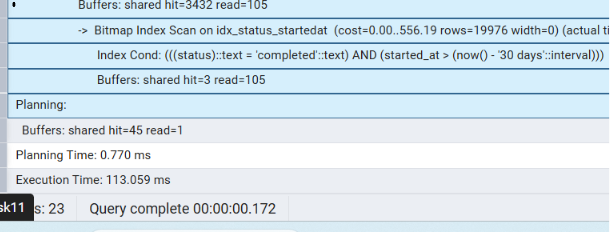 Buffers: shared hit=3432 read=105
-> Bitmap Index Scan on idx_status_startedat (cost=0.00..556.19 rows=19976 width=0) (actual ti
Index Cond: (((status)::text = 'completed'::text) AND (started_at > (now() - '30 days'::interval)))
Buffers: shared hit=3 read=105
Planning:
Buffers: shared hit=45 read=1
Planning Time: 0.770 ms
Execution Time: 113.059 ms
sk11 s: 23 Query complete 00:00:00.172